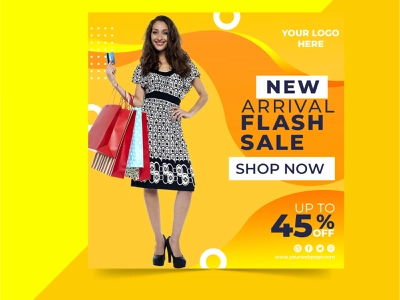 YOUR LOGO
HERE
NEW
ARRIVAL
FLASH
SALE
SHOP NOW
UP TO
45%
OFF